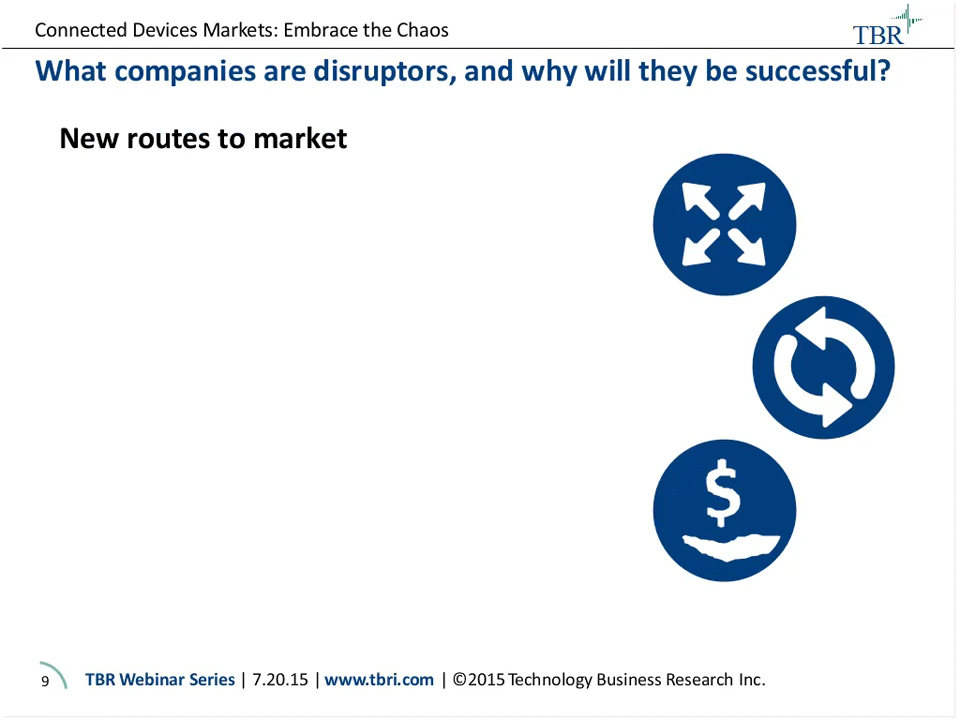 Connected Devices Markets: Embrace the Chaos
TBR
What companies are disruptors, and why will they be successful?
New routes to market
$
9
TBR Webinar Series | 7.20.15 | www.tbri.com | ©2015 Technology Business Research Inc.